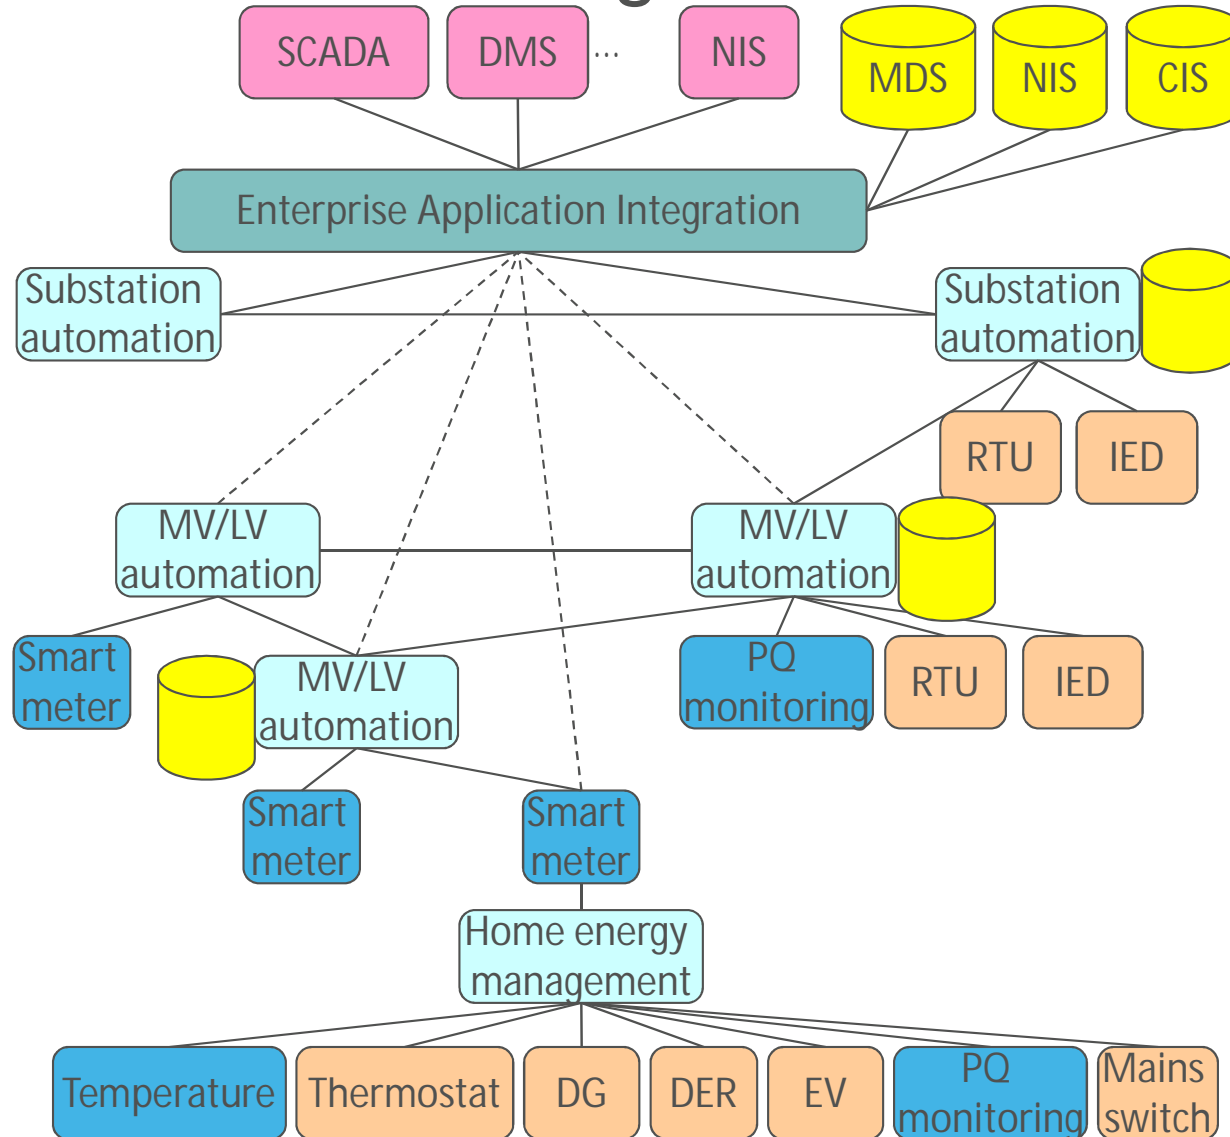 SCADA
DMS
...
NIS
MDS
NIS
CIS
Enterprise Application Integration
Substation
automation
Substation
automation
RTU
IED
MV/LV
automation
MV/LV
automation
Smart
meter
MV/LV
automation
PQ
monitoring
RTU
IED
Smart
meter
Smart
meter
Home energy
management
Temperature
Thermostat
DG
DER
EV
PQ
monitoring
Mains
switch